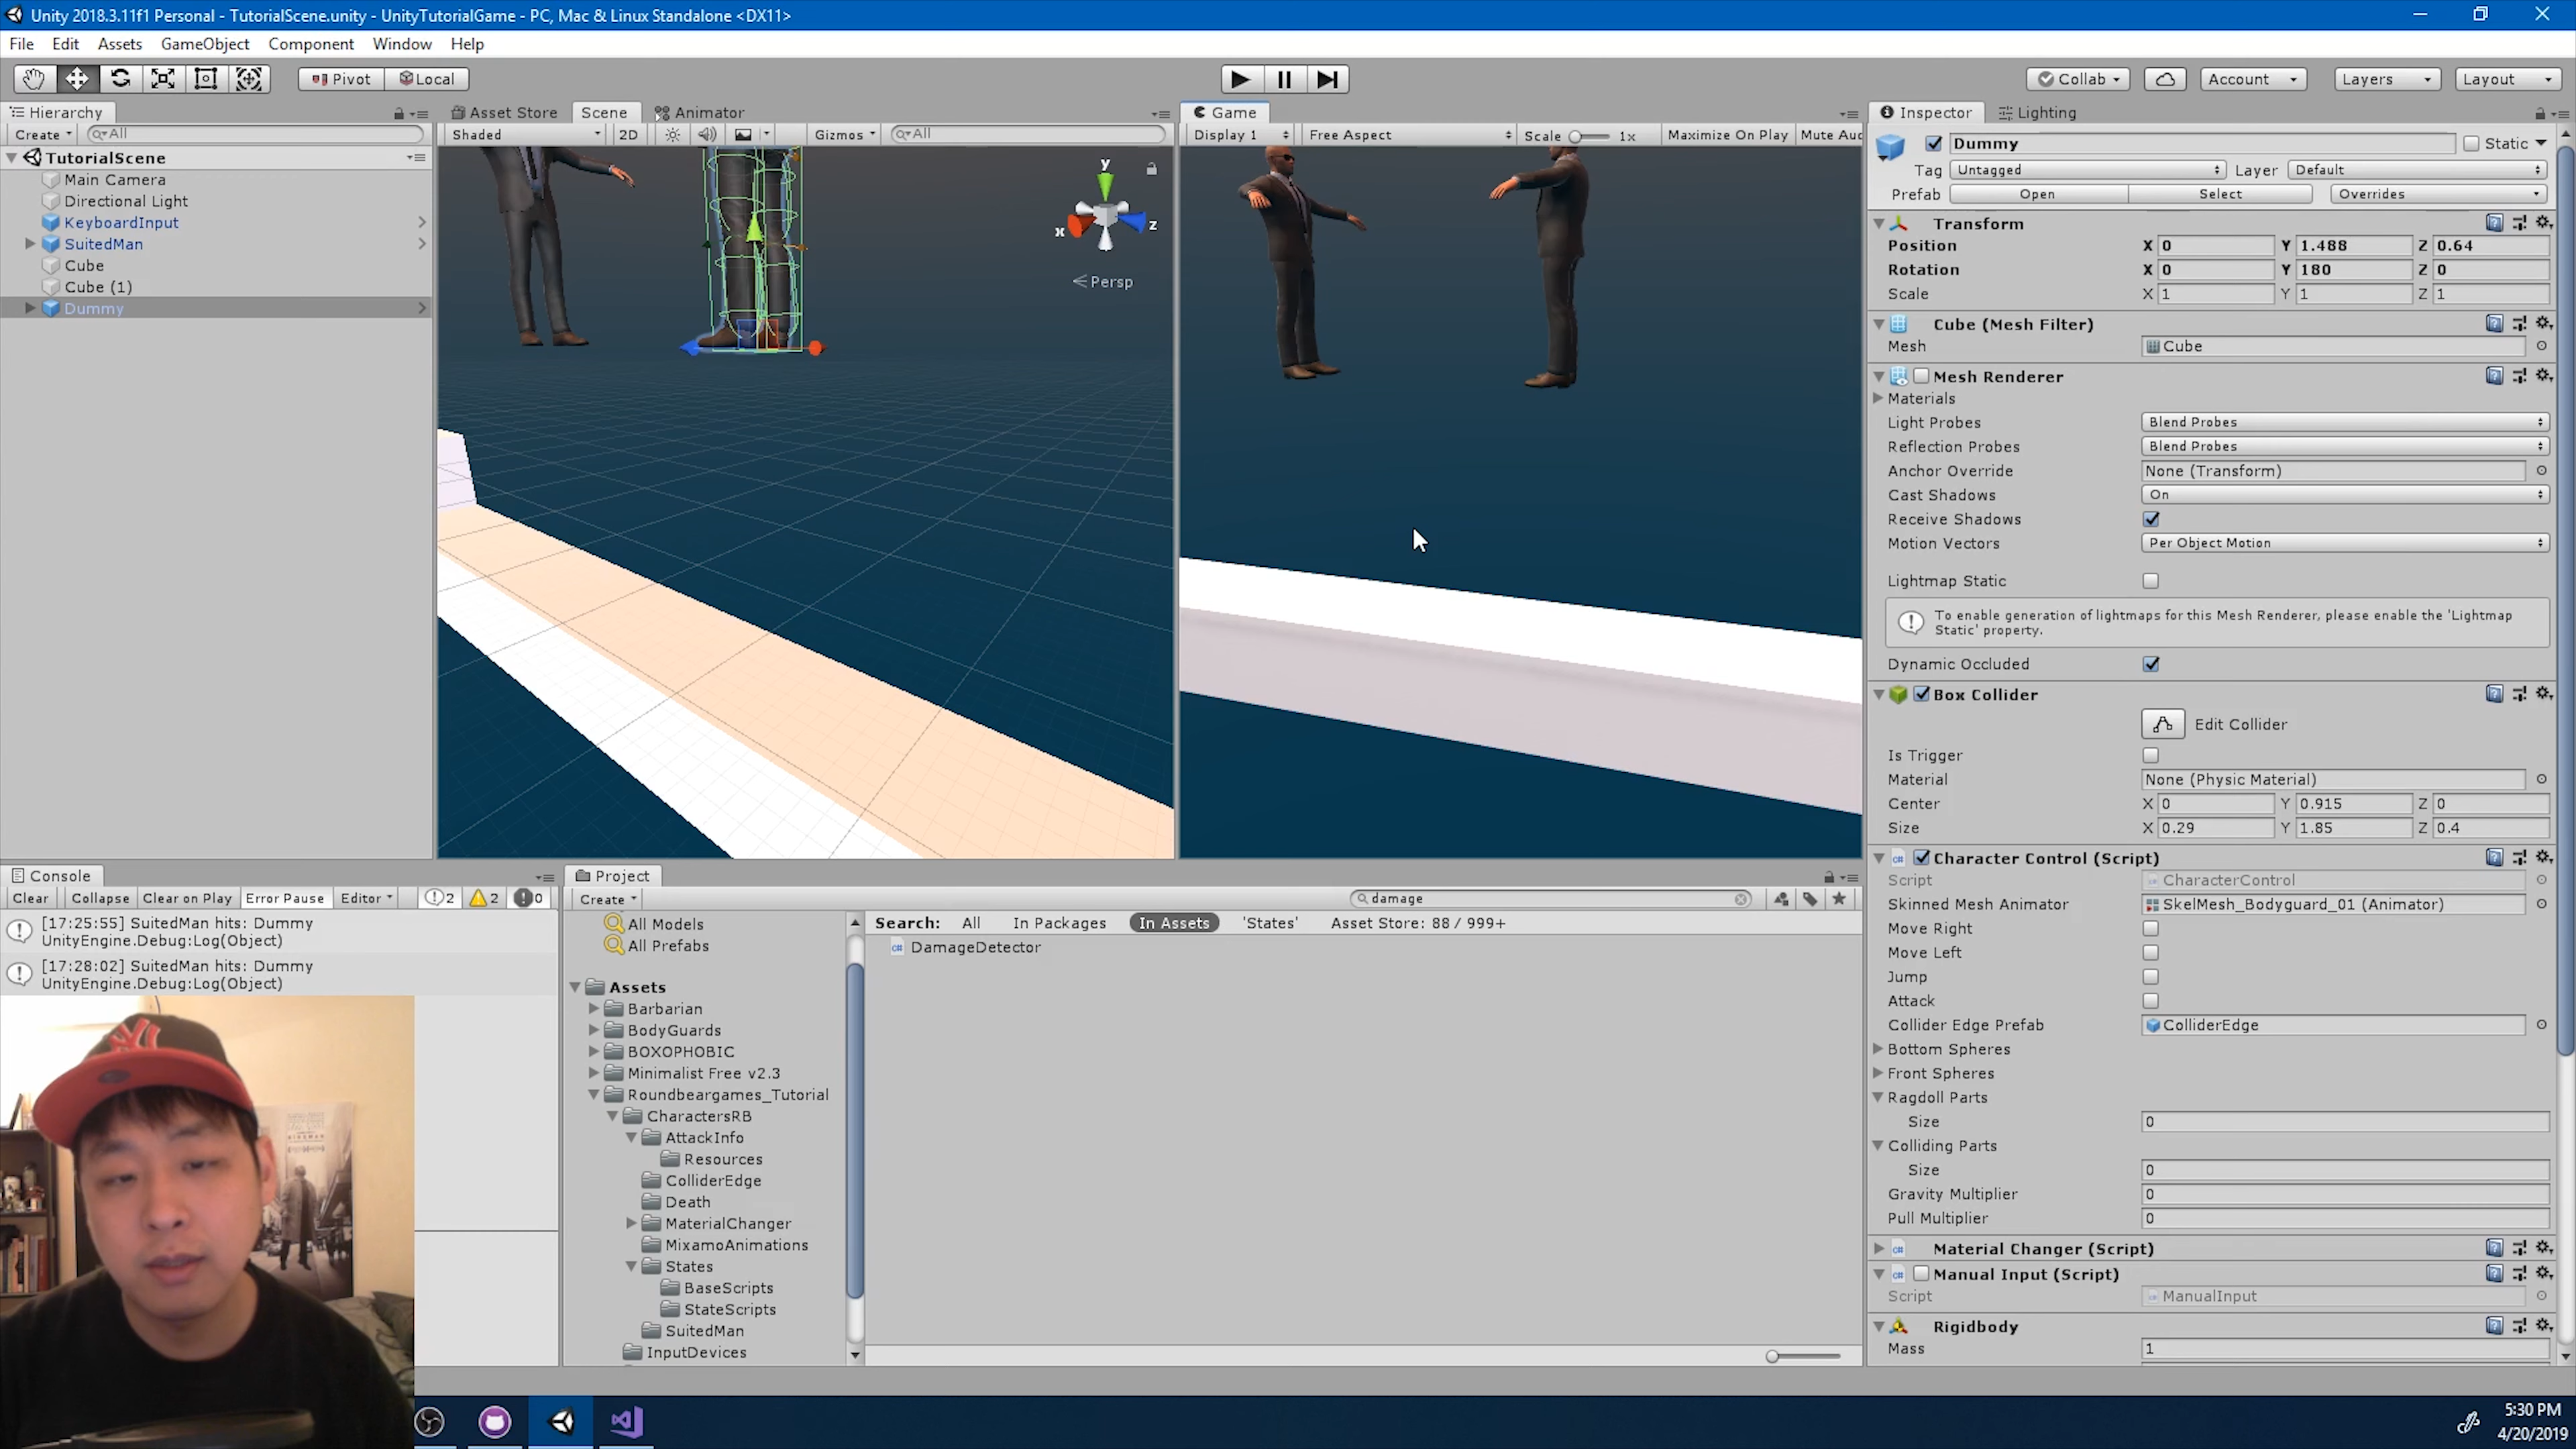 Unity 2018.3.11f1 Personal - TutorialScene.unity - UnityTutorialGame - PC, Mac & Linux Standalone <DX11>
File Edit Assets GameObject Component Window Help
Pivot Local Collab Account Layers Layout
Hierarchy
Create All
TutorialScene
Main Camera
Directional Light
KeyboardInput
SuitedMan
Cube
Cube (1)
Dummy
Asset Store Scene Animator
Shaded 2D Gizmos All
y
x z
Persp
Game
Display 1 Free Aspect Scale 1x Maximize On Play Mute Aud
Inspector Lighting
Dummy Static
Tag Untagged Layer Default
Prefab Open Select Overrides
Transform
Position X 0 Y 1.488 Z 0.64
Rotation X 0 Y 180 Z 0
Scale X 1 Y 1 Z 1
Cube (Mesh Filter)
Mesh Cube
Mesh Renderer
Materials
Light Probes Blend Probes
Reflection Probes Blend Probes
Anchor Override None (Transform)
Cast Shadows On
Receive Shadows
Motion Vectors Per Object Motion
Lightmap Static
To enable generation of lightmaps for this Mesh Renderer, please enable the 'Lightmap
Static' property.
Dynamic Occluded
Box Collider
Edit Collider
Is Trigger
Material None (Physic Material)
Center X 0 Y 0.915 Z 0
Size X 0.29 Y 1.85 Z 0.4
Character Control (Script)
Script CharacterControl
Skinned Mesh Animator SkelMesh_Bodyguard_01 (Animator)
Move Right
Move Left
Jump
Attack
Collider Edge Prefab ColliderEdge
Bottom Spheres
Front Spheres
Ragdoll Parts
Size 0
Colliding Parts
Size 0
Gravity Multiplier 0
Pull Multiplier 0
Material Changer (Script)
Manual Input (Script)
Script ManualInput
Rigidbody
Mass 1
Console
Clear Collapse Clear on Play Error Pause Editor 2 2 0
[17:25:55] SuitedMan hits: Dummy
UnityEngine.Debug:Log(Object)
[17:28:02] SuitedMan hits: Dummy
UnityEngine.Debug:Log(Object)
Project
Create damage
All Models
All Prefabs
Assets
Barbarian
BodyGuards
BOXOPHOBIC
Minimalist Free v2.3
Roundbeargames_Tutorial
CharactersRB
AttackInfo
Resources
ColliderEdge
Death
MaterialChanger
MixamoAnimations
States
BaseScripts
StateScripts
SuitedMan
InputDevices
Search: All In Packages In Assets 'States' Asset Store: 88 / 999+
DamageDetector
5:30 PM
4/20/2019